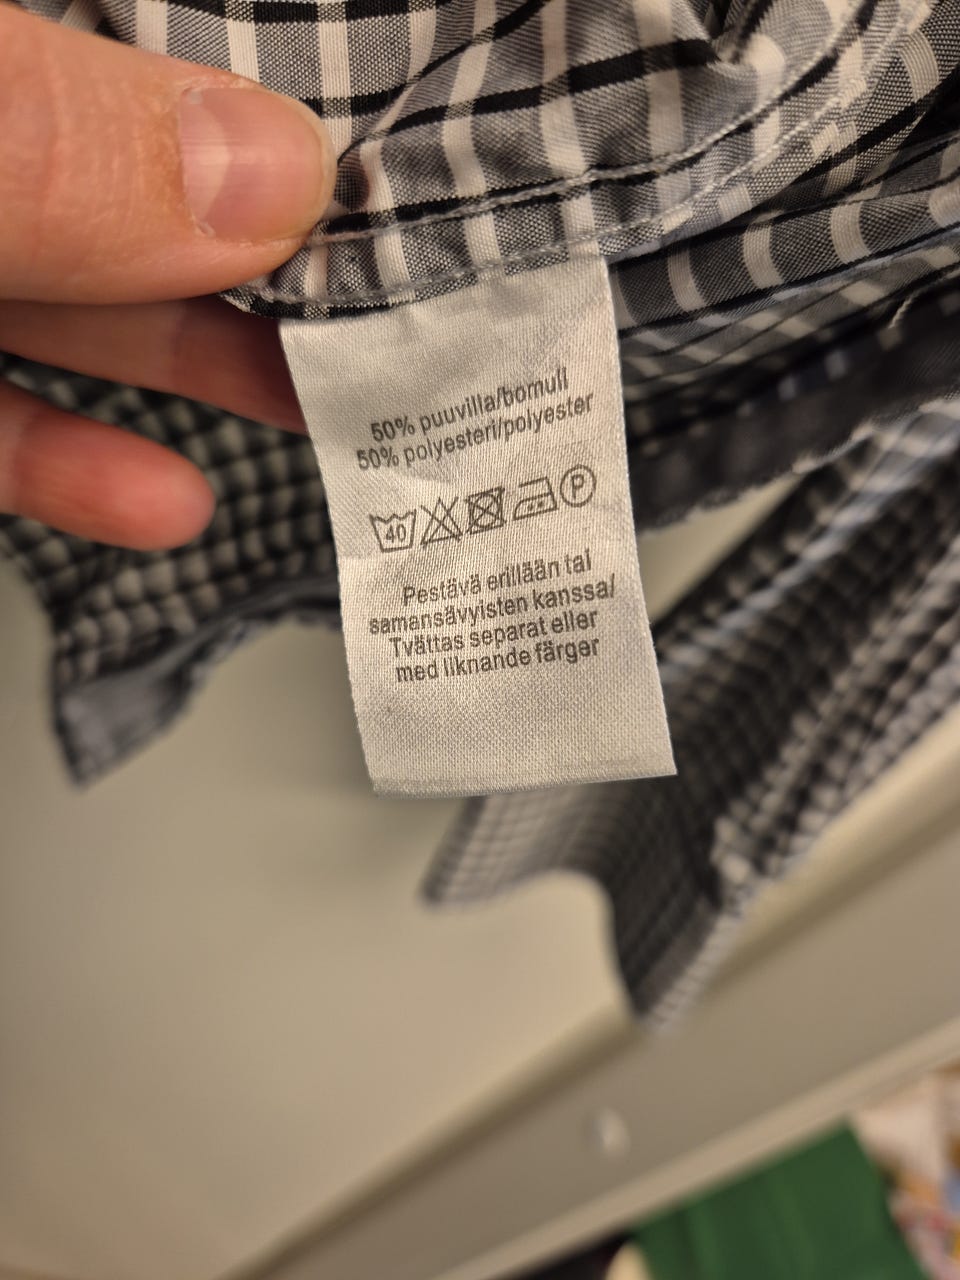 50% puuvilla/bomull
50% polyesteri/polyester
40 P
Pestävä erillään tai
samansävyisten kanssa/
Tvättas separat eller
med liknande färger